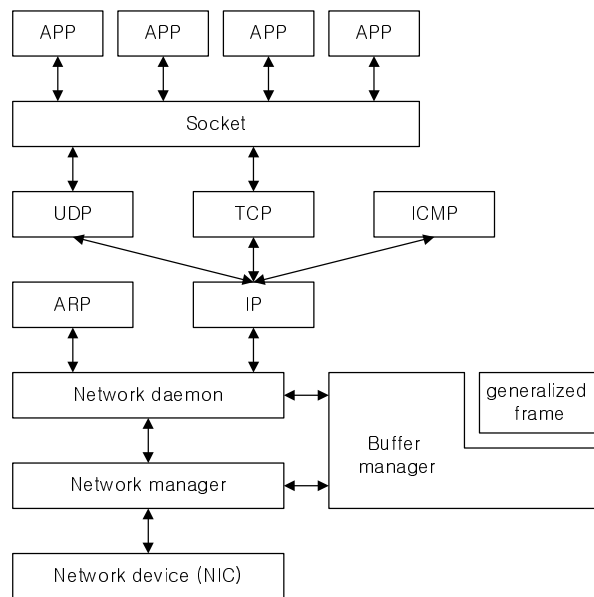 APP
APP
APP
APP
Socket
UDP
TCP
ICMP
ARP
IP
Network daemon
generalized
frame
Buffer
manager
Network manager
Network device (NIC)